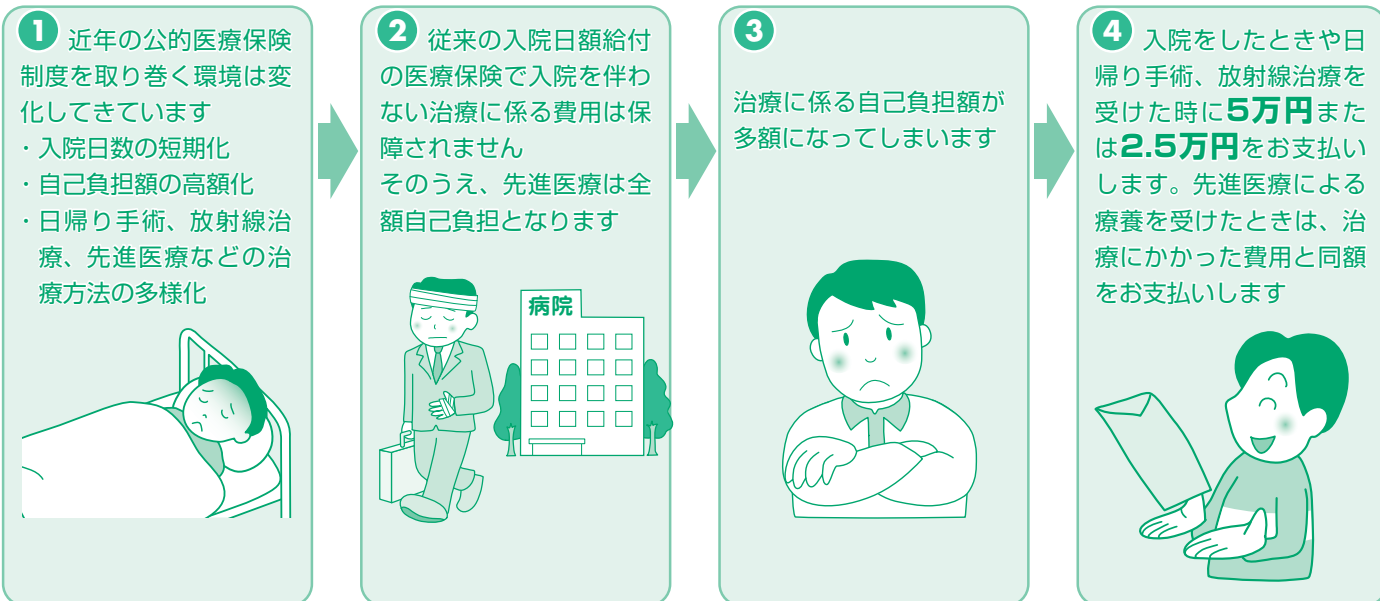 1 近年の公的医療保険
制度を取り巻く環境は変
化してきています
・入院日数の短期化
・自己負担額の高額化
・日帰り手術、放射線治
療、先進医療などの治
療方法の多様化
2 従来の入院日額給付
の医療保険で入院を伴わ
ない治療に係る費用は保
障されません
そのうえ、先進医療は全
額自己負担となります
病院
3
治療に係る自己負担額が
多額になってしまいます
4 入院をしたときや日
帰り手術、放射線治療を
受けた時に5万円また
は2.5万円をお支払い
します。先進医療による
療養を受けたときは、治
療にかかった費用と同額
をお支払いします